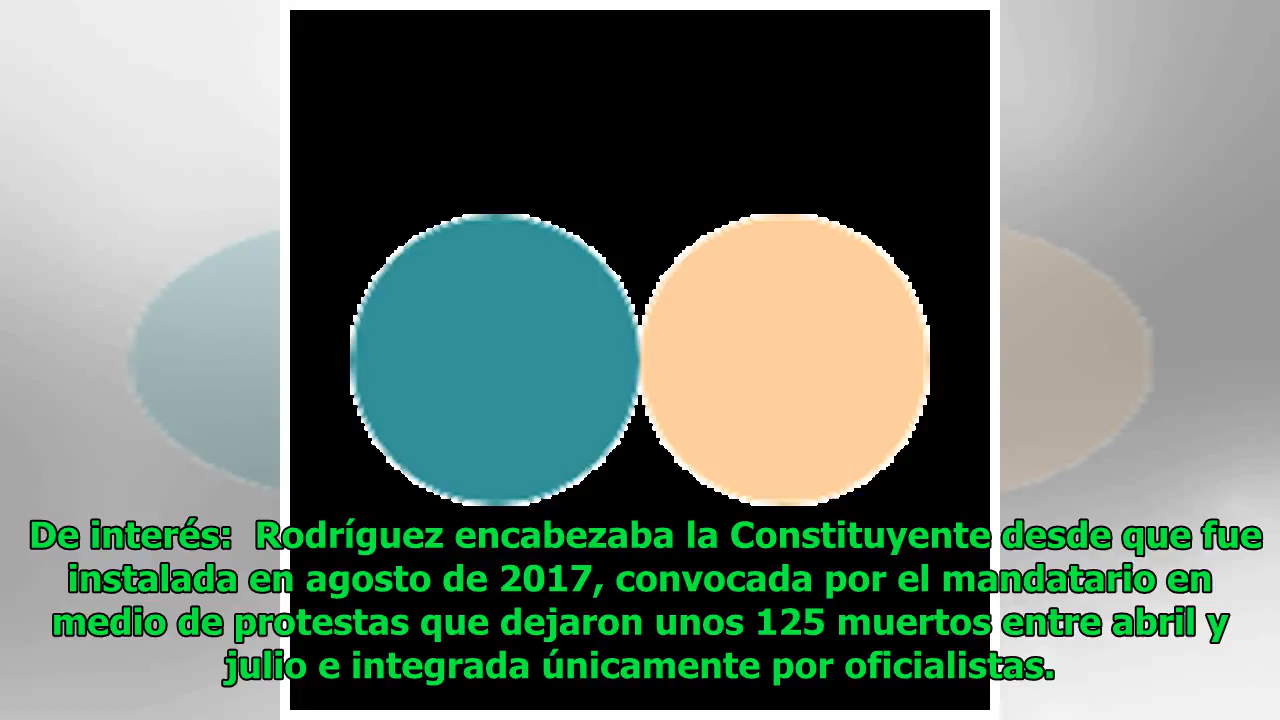 De interés:  Rodríguez encabezaba la Constituyente desde que fue
instalada en agosto de 2017, convocada por el mandatario en
medio de protestas que dejaron unos 125 muertos entre abril y
julio e integrada únicamente por oficialistas.